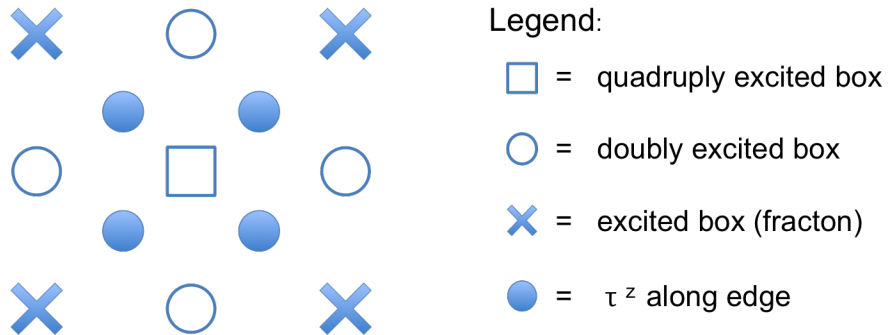 Legend:
= quadruply excited box
= doubly excited box
= excited box (fracton)
= τ ᶻ along edge